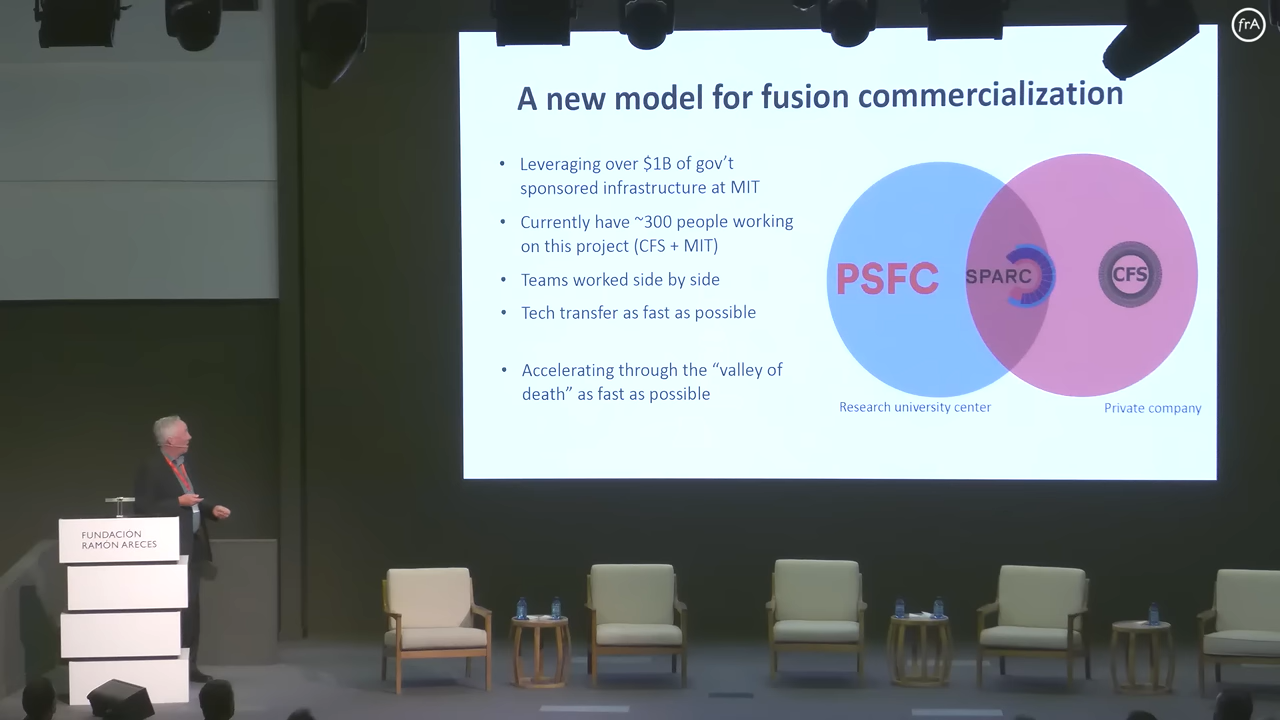 frA
A new model for fusion commercialization
• Leveraging over $1B of gov't
sponsored infrastructure at MIT
• Currently have ~300 people working
on this project (CFS + MIT)
• Teams worked side by side
• Tech transfer as fast as possible
• Accelerating through the “valley of
death” as fast as possible
PSFC
SPARC
CFS
Research university center
Private company
FUNDACIÓN
RAMÓN ARECES